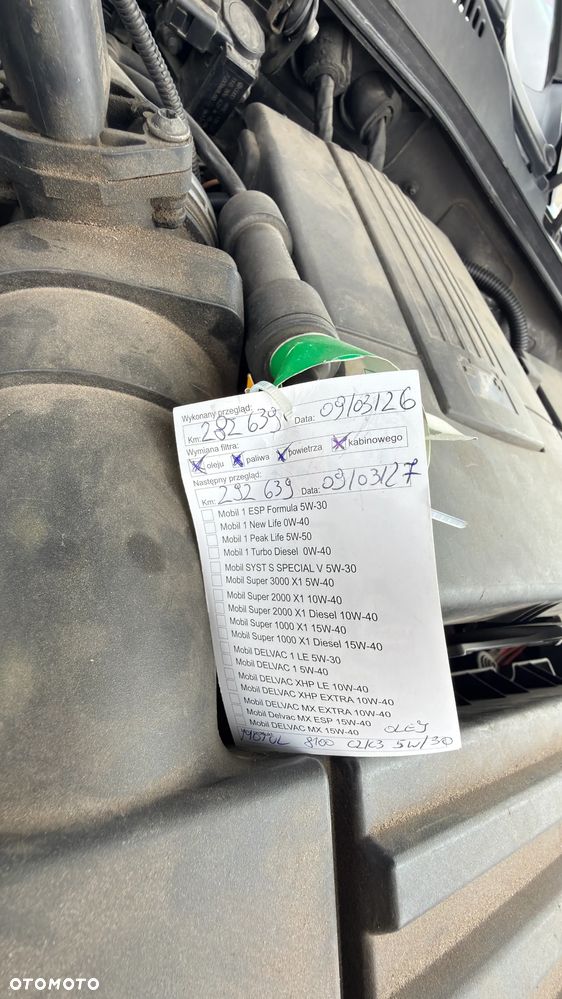 Wykonany przegląd:
Km: 282 639 Data: 09/03/26
Wymiana filtra:
oleju paliwa powietrza kabinowego
Następny przegląd:
Km: 292 639 Data: 09/03/27
Mobil 1 ESP Formula 5W-30
Mobil 1 New Life 0W-40
Mobil 1 Peak Life 5W-50
Mobil 1 Turbo Diesel 0W-40
Mobil SYST S SPECIAL V 5W-30
Mobil Super 3000 X1 5W-40
Mobil Super 2000 X1 10W-40
Mobil Super 2000 X1 Diesel 10W-40
Mobil Super 1000 X1 15W-40
Mobil Super 1000 X1 Diesel 15W-40
Mobil DELVAC 1 LE 5W-30
Mobil DELVAC 1 5W-40
Mobil DELVAC XHP LE 10W-40
Mobil DELVAC XHP EXTRA 10W-40
Mobil DELVAC MX EXTRA 10W-40
Mobil Delvac MX ESP 15W-40
Mobil DELVAC MX 15W-40 OLEJ
MOTUL 8100 C2/C3 5W/30
OTOMOTO